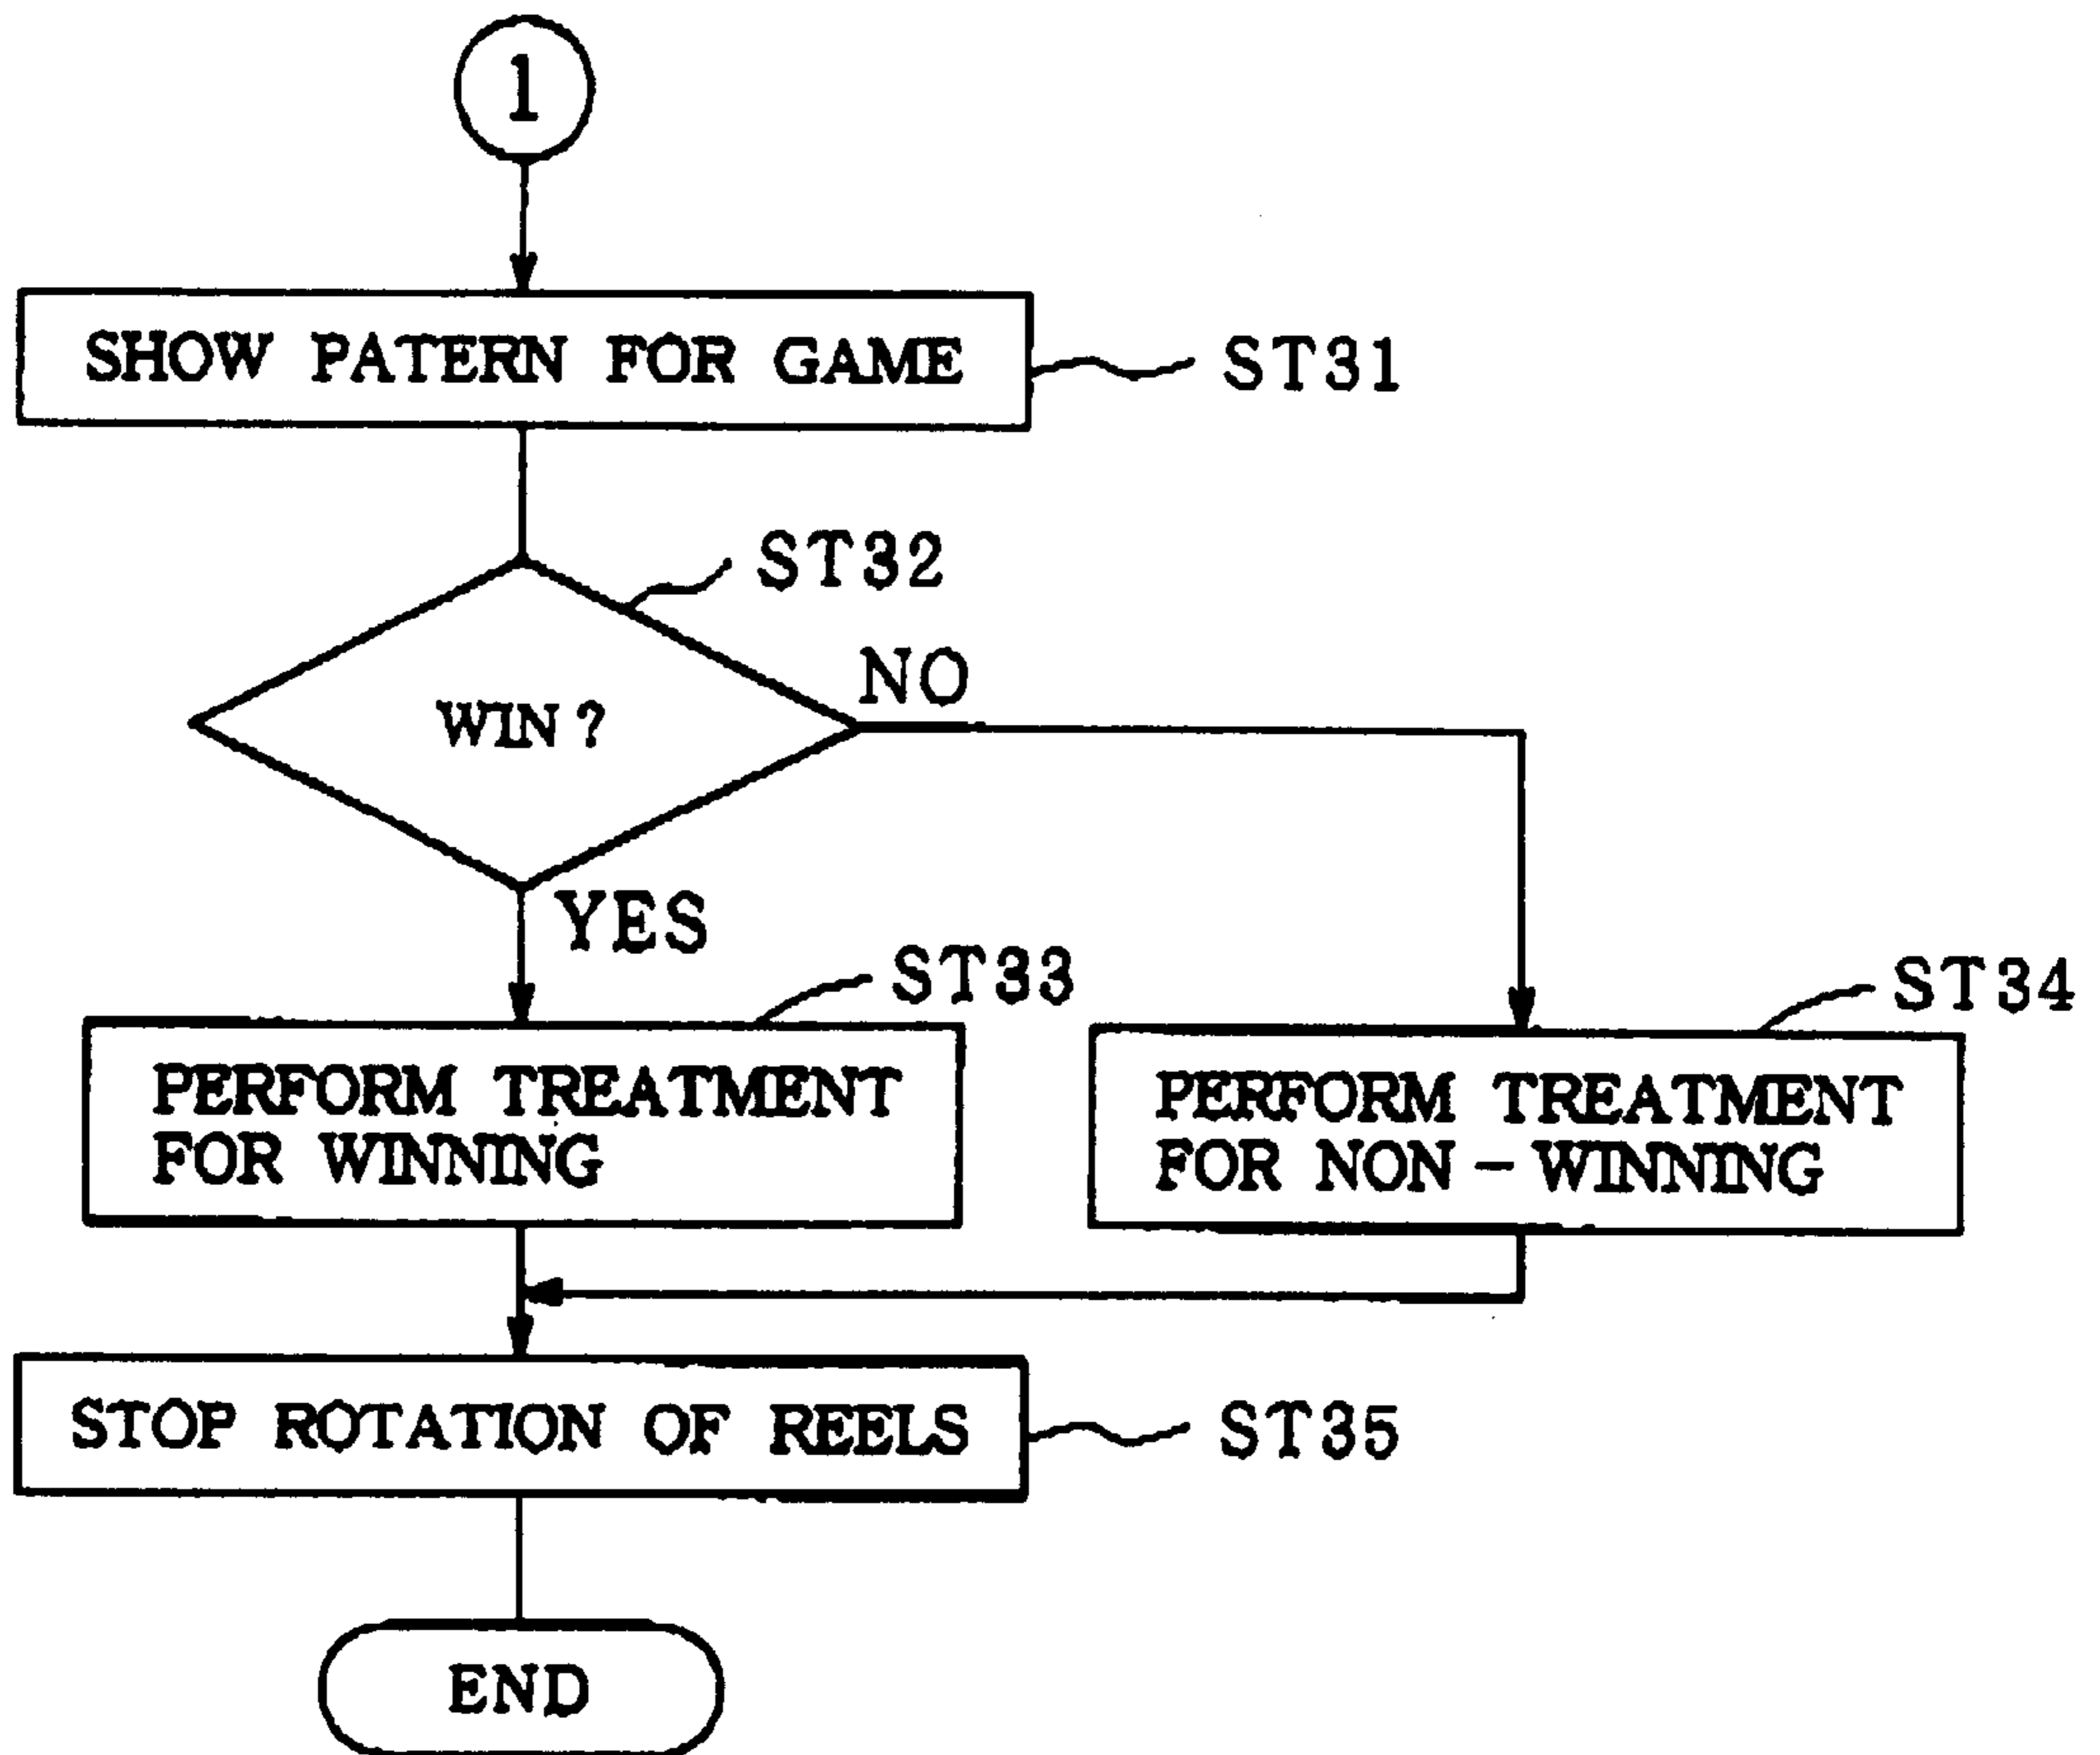 1
SHOW PATERN FOR GAME
ST31
ST32
WIN?
NO
YES
ST33
ST34
PERFORM TREATMENT
FOR WINNING
PERFORM TREATMENT
FOR NON-WINNING
STOP ROTATION OF REELS
ST35
END